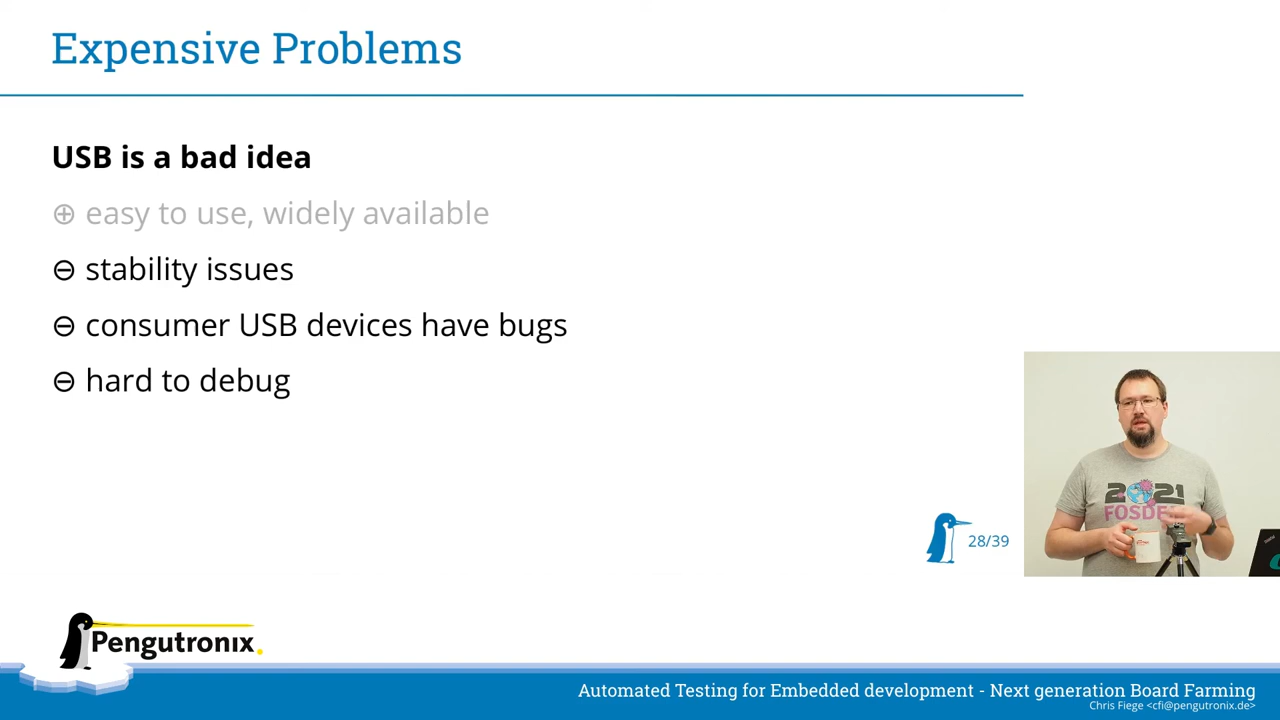 Expensive Problems
USB is a bad idea
⊕ easy to use, widely available
⊖ stability issues
⊖ consumer USB devices have bugs
⊖ hard to debug
2021
FOSDE
28/39
Pengutronix
Automated Testing for Embedded development - Next generation Board Farming
Chris Fiege <cfi@pengutronix.de>